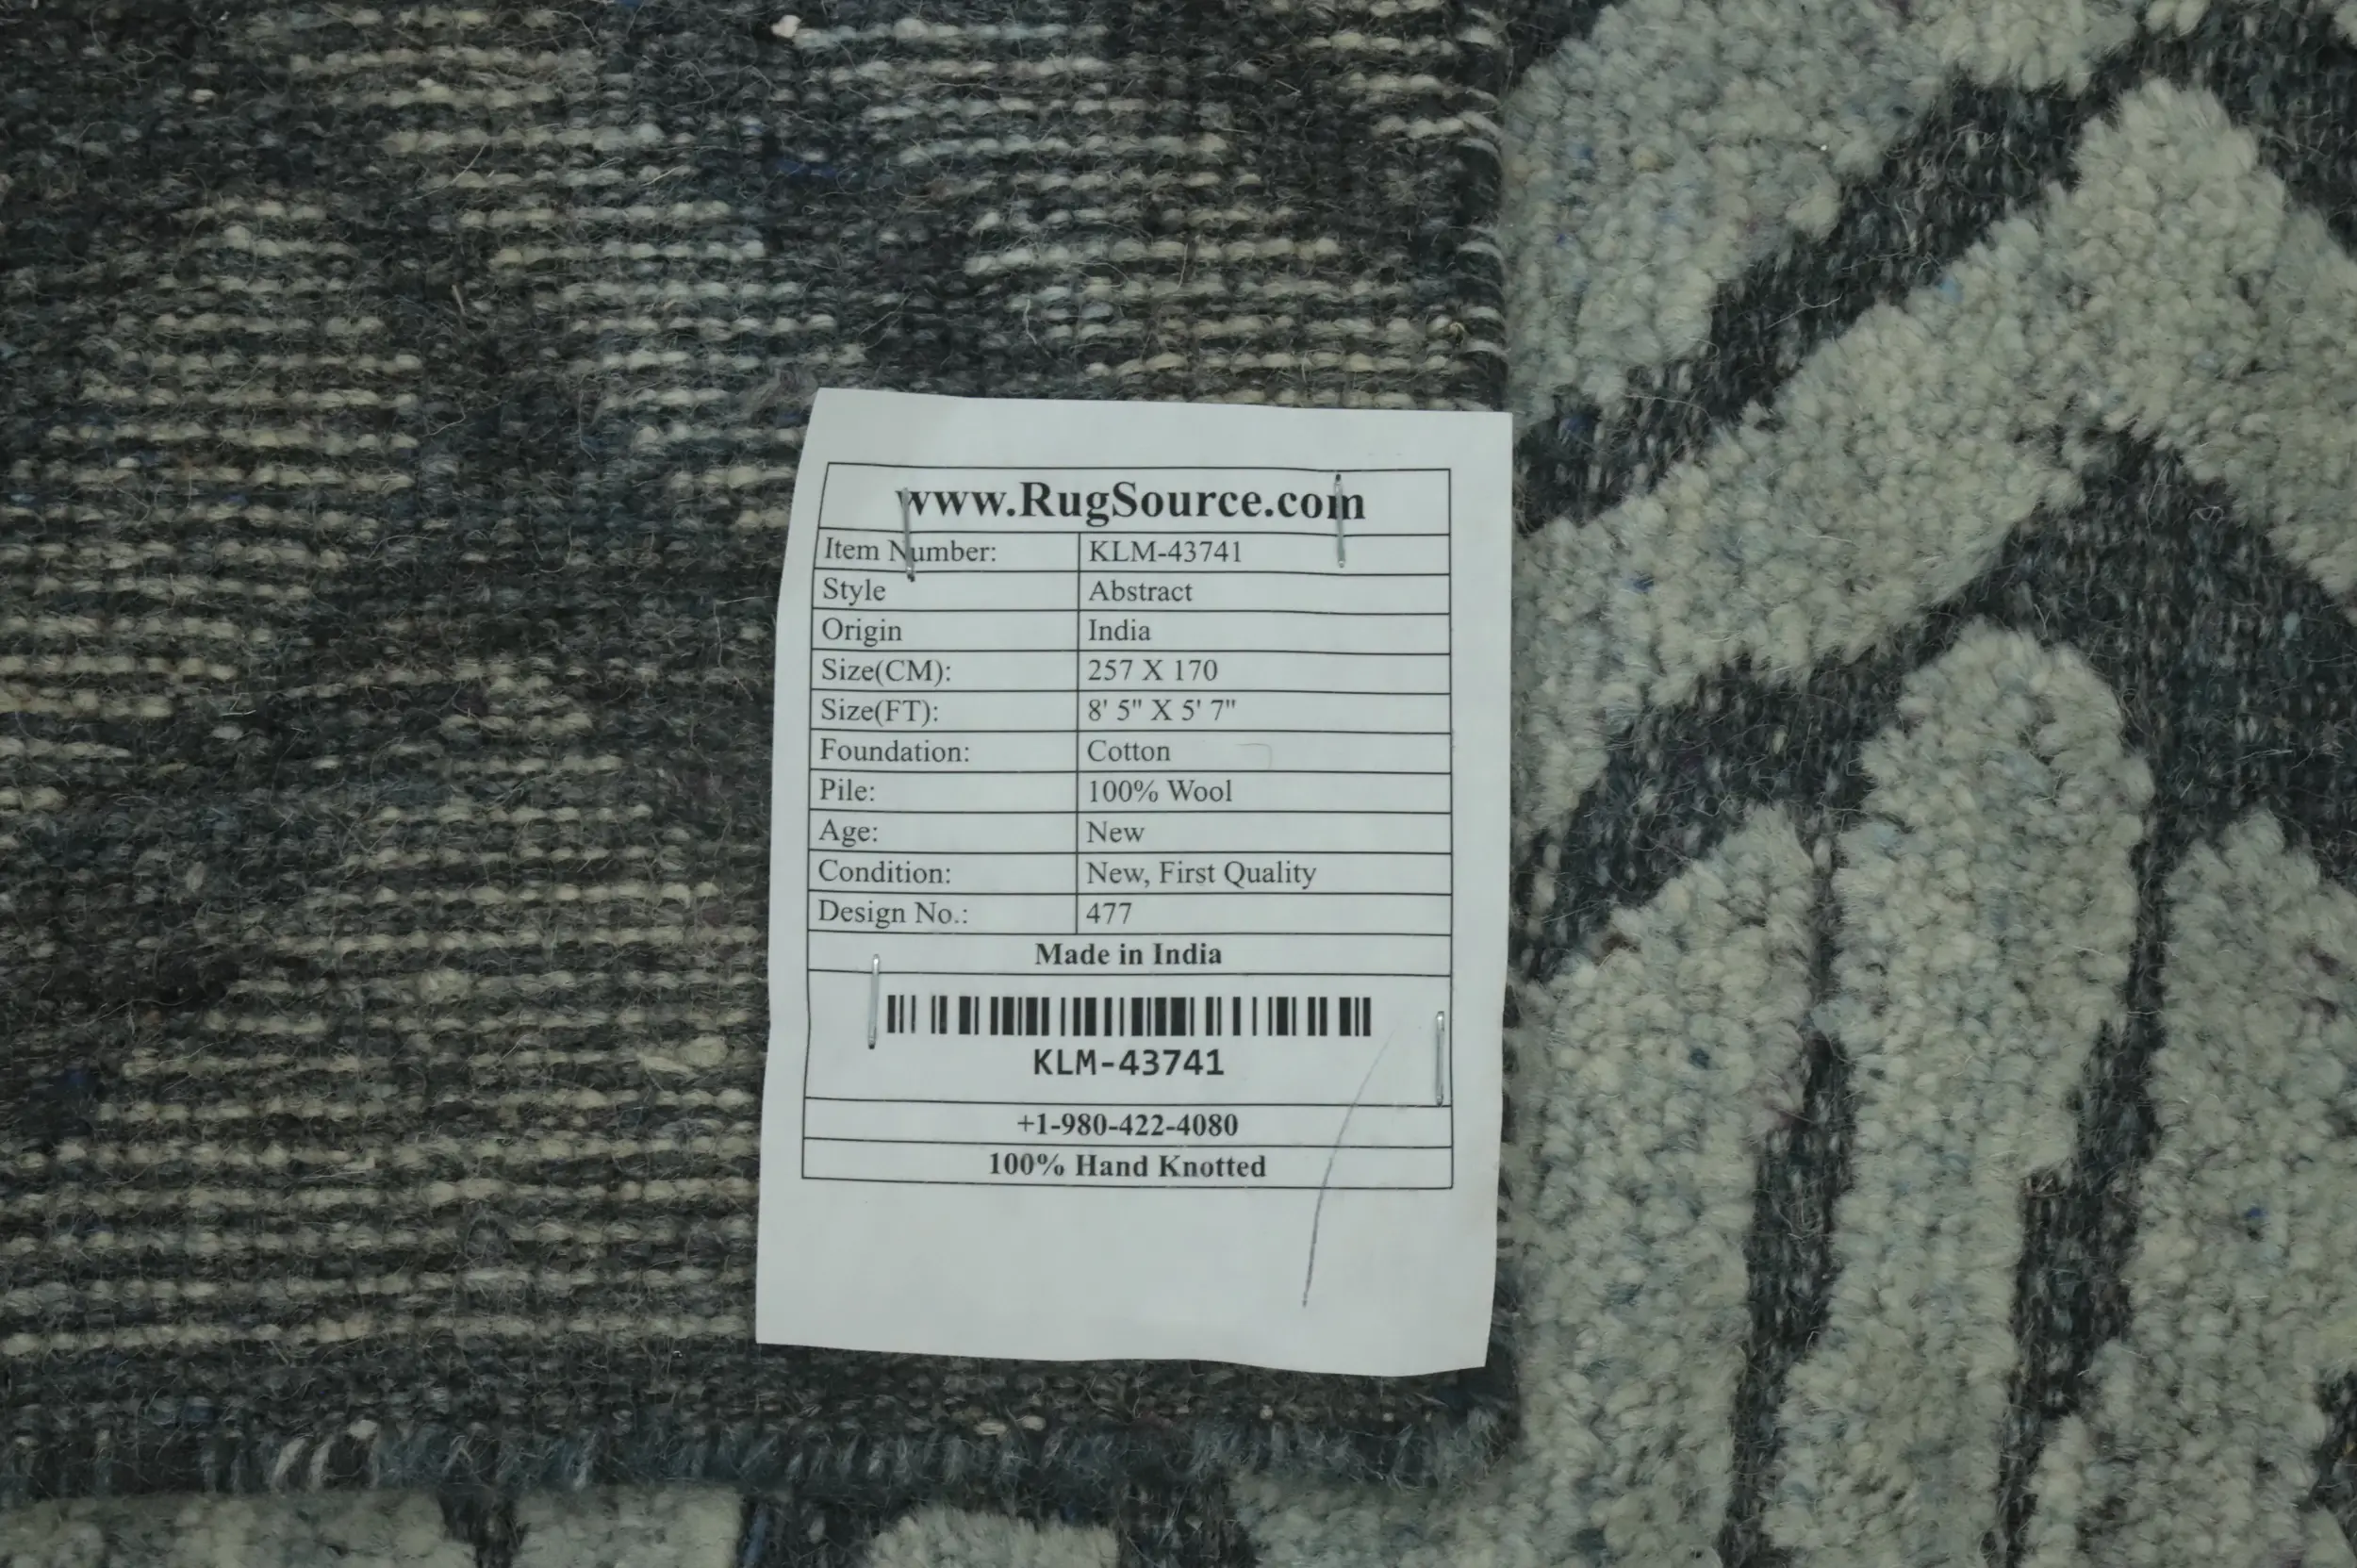 www.RugSource.com
Item Number: KLM-43741
Style Abstract
Origin India
Size(CM): 257 X 170
Size(FT): 8' 5" X 5' 7"
Foundation: Cotton
Pile: 100% Wool
Age: New
Condition: New, First Quality
Design No.: 477
Made in India
KLM-43741
+1-980-422-4080
100% Hand Knotted